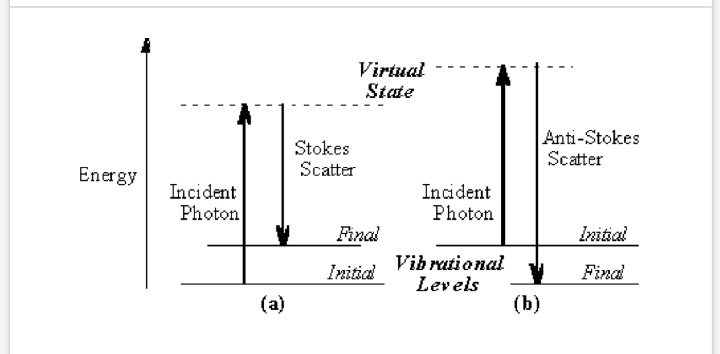 Virtual
State
Stokes
Scatter
Anti-Stokes
Scatter
Energy
Incident
Photon
Incident
Photon
Final
Initial
Initial
Vibrational
Levels
Final
(a)
(b)